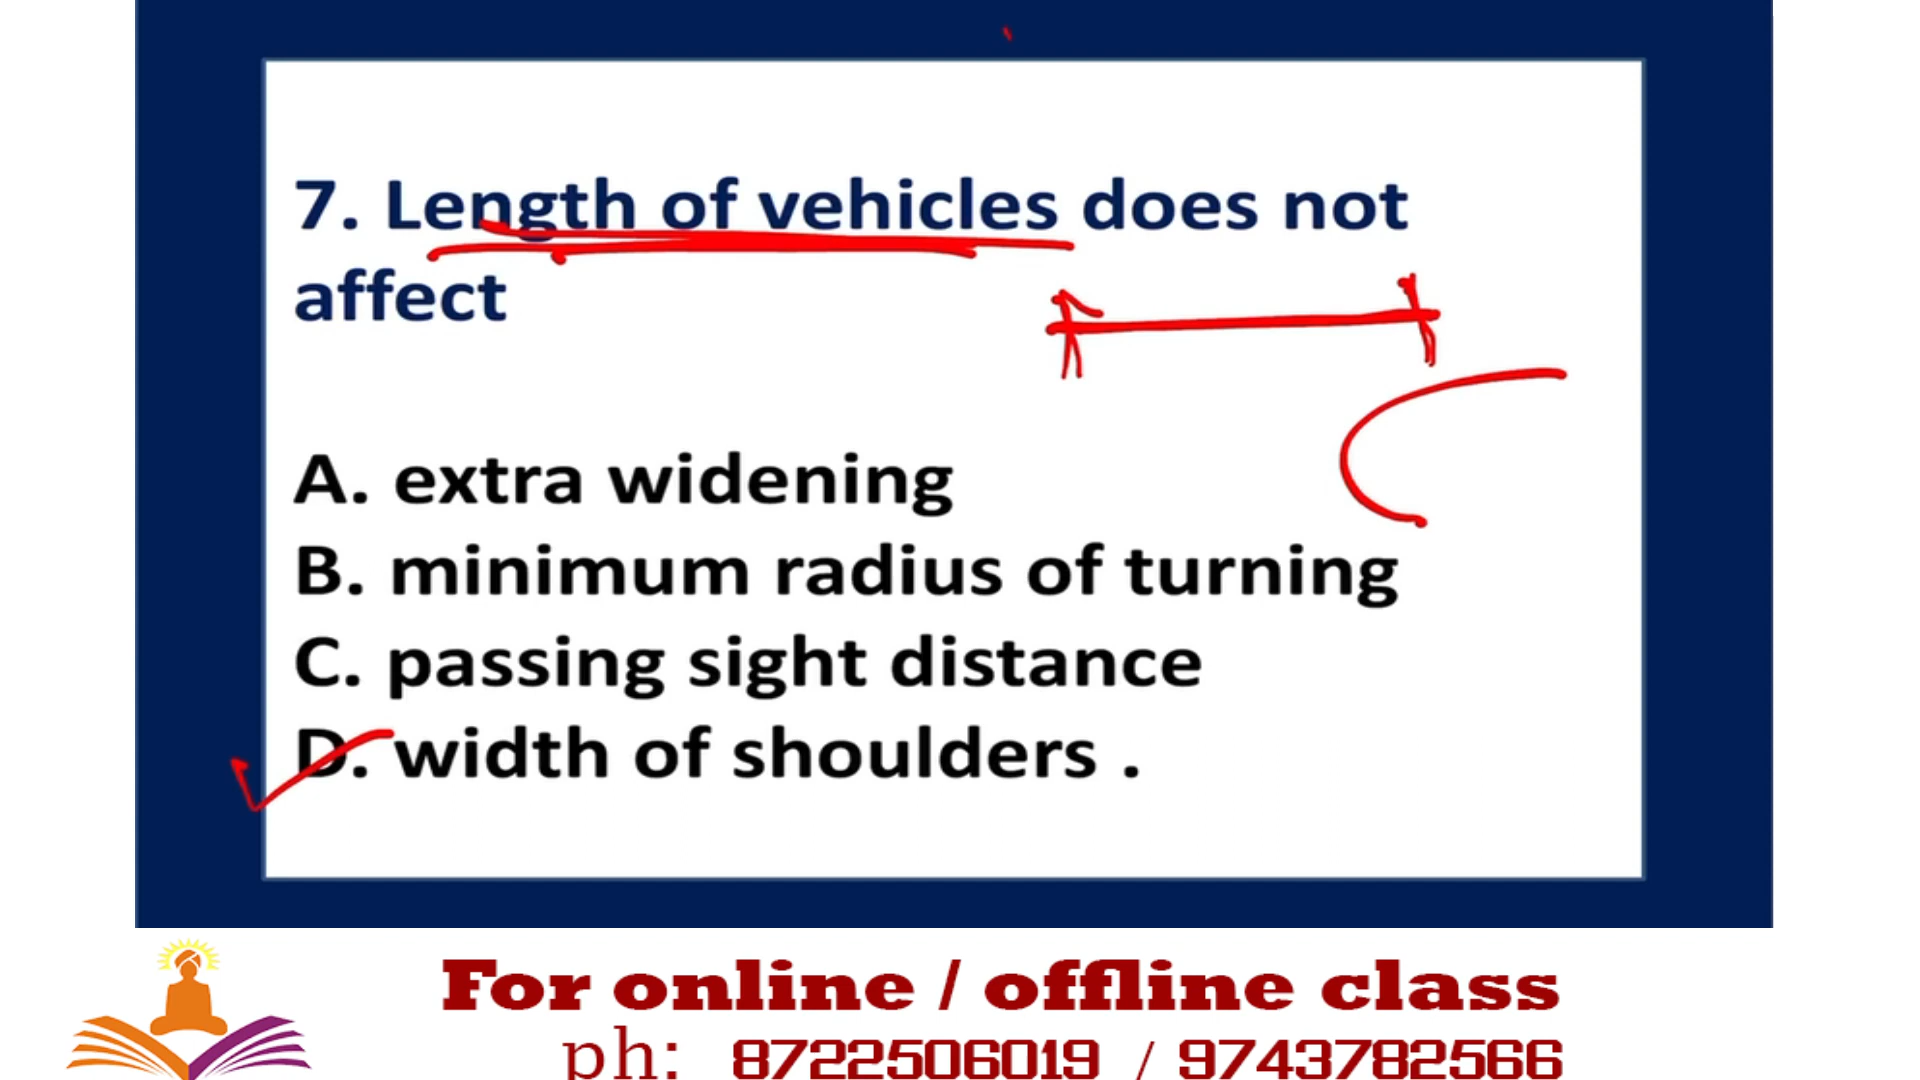 7. Length of vehicles does not
affect
A. extra widening
B. minimum radius of turning
C. passing sight distance
D. width of shoulders .
For online / offline class
ph: 8722506019 / 9743782566